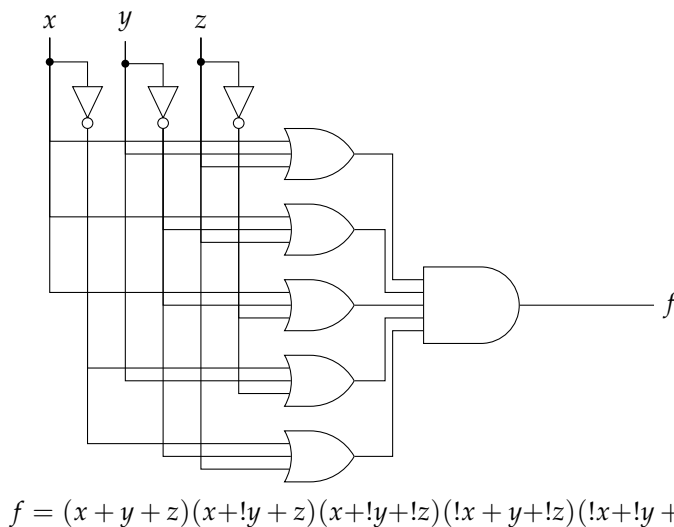 x y z
f
f = (x + y + z)(x+!y + z)(x+!y+!z)(!x + y+!z)(!x+!y +